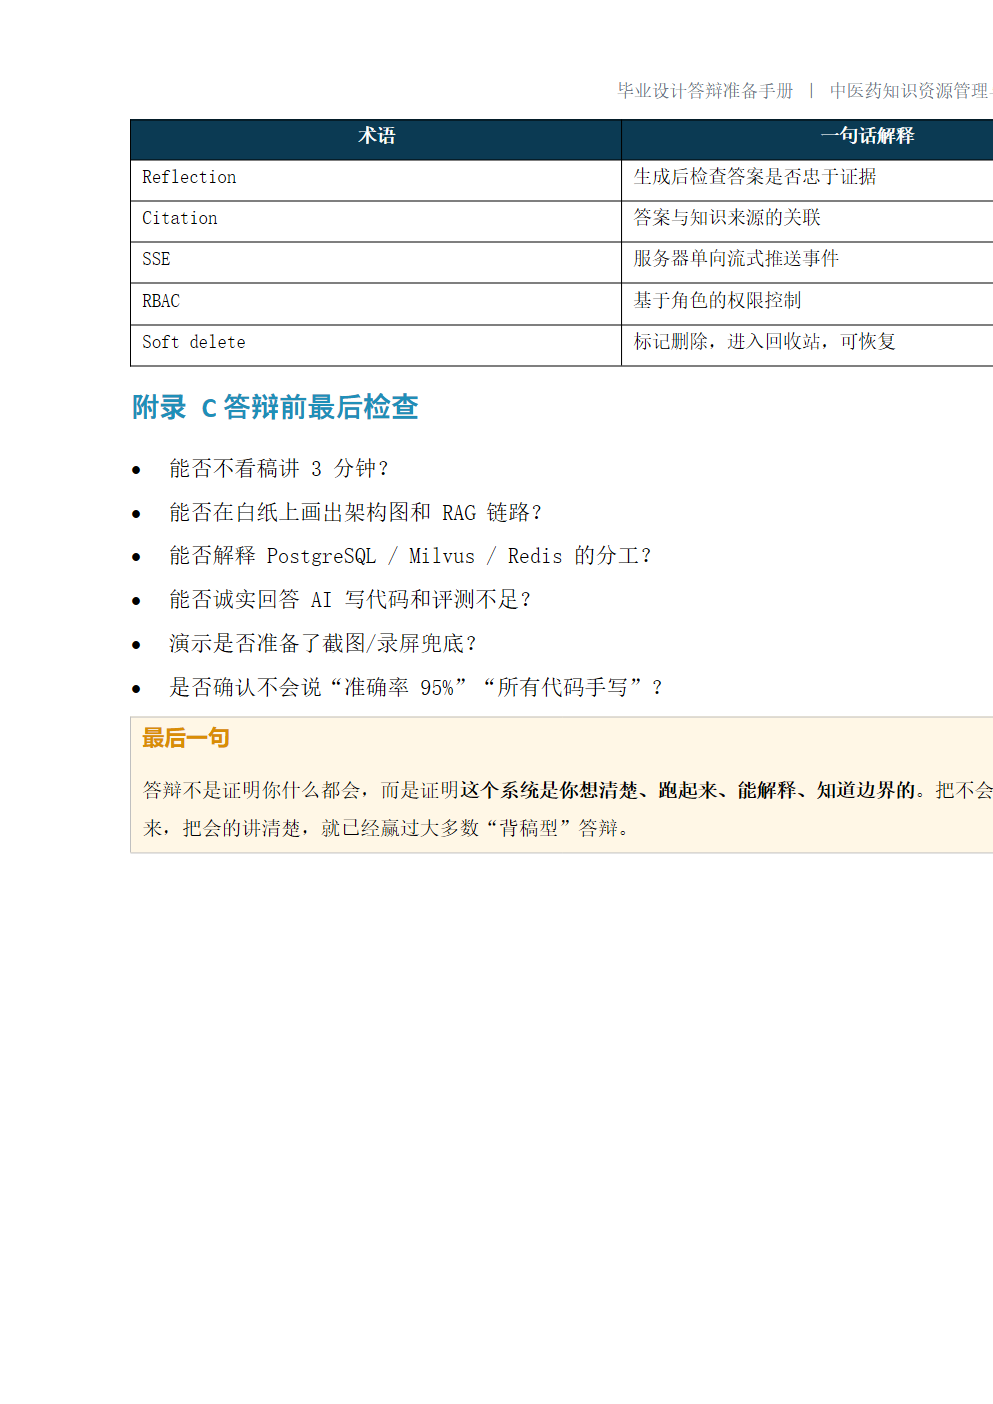 毕业设计答辩准备手册 | 中医药知识资源管理
术语 一句话解释
Reflection 生成后检查答案是否忠于证据
Citation 答案与知识来源的关联
SSE 服务器单向流式推送事件
RBAC 基于角色的权限控制
Soft delete 标记删除，进入回收站，可恢复
附录 C 答辩前最后检查
● 能否不看稿讲 3 分钟？
● 能否在白纸上画出架构图和 RAG 链路？
● 能否解释 PostgreSQL / Milvus / Redis 的分工？
● 能否诚实回答 AI 写代码和评测不足？
● 演示是否准备了截图/录屏兜底？
● 是否确认不会说“准确率 95%”“所有代码手写”？
最后一句
答辩不是证明你什么都会，而是证明这个系统是你想清楚、跑起来、能解释、知道边界的。把不会
来，把会的讲清楚，就已经赢过大多数“背稿型”答辩。